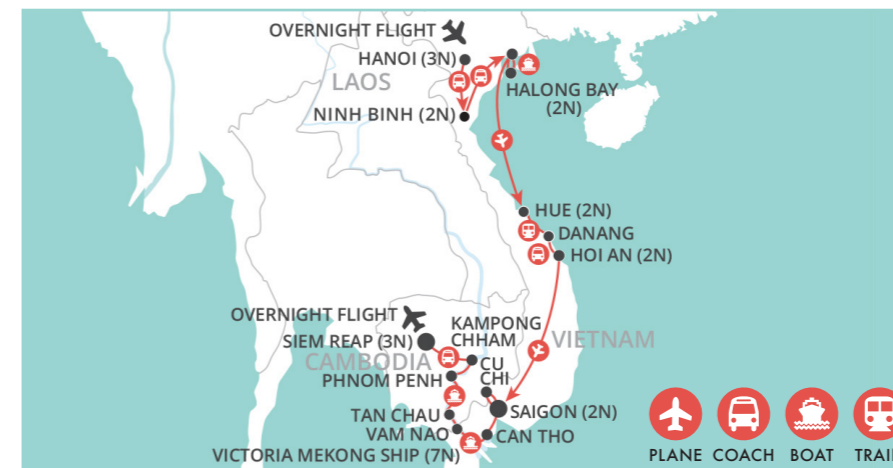 OVERNIGHT FLIGHT
HANOI (3N)
LAOS
HALONG BAY
(2N)
NINH BINH (2N)
HUE (2N)
DANANG
HOI AN (2N)
OVERNIGHT FLIGHT
KAMPONG
CHHAM
VIETNAM
SIEM REAP (3N)
CAMBODIA
CU
CHI
PHNOM PENH
TAN CHAU
SAIGON (2N)
VAM NAO
CAN THO
VICTORIA MEKONG SHIP (7N)
PLANE COACH BOAT TRAI